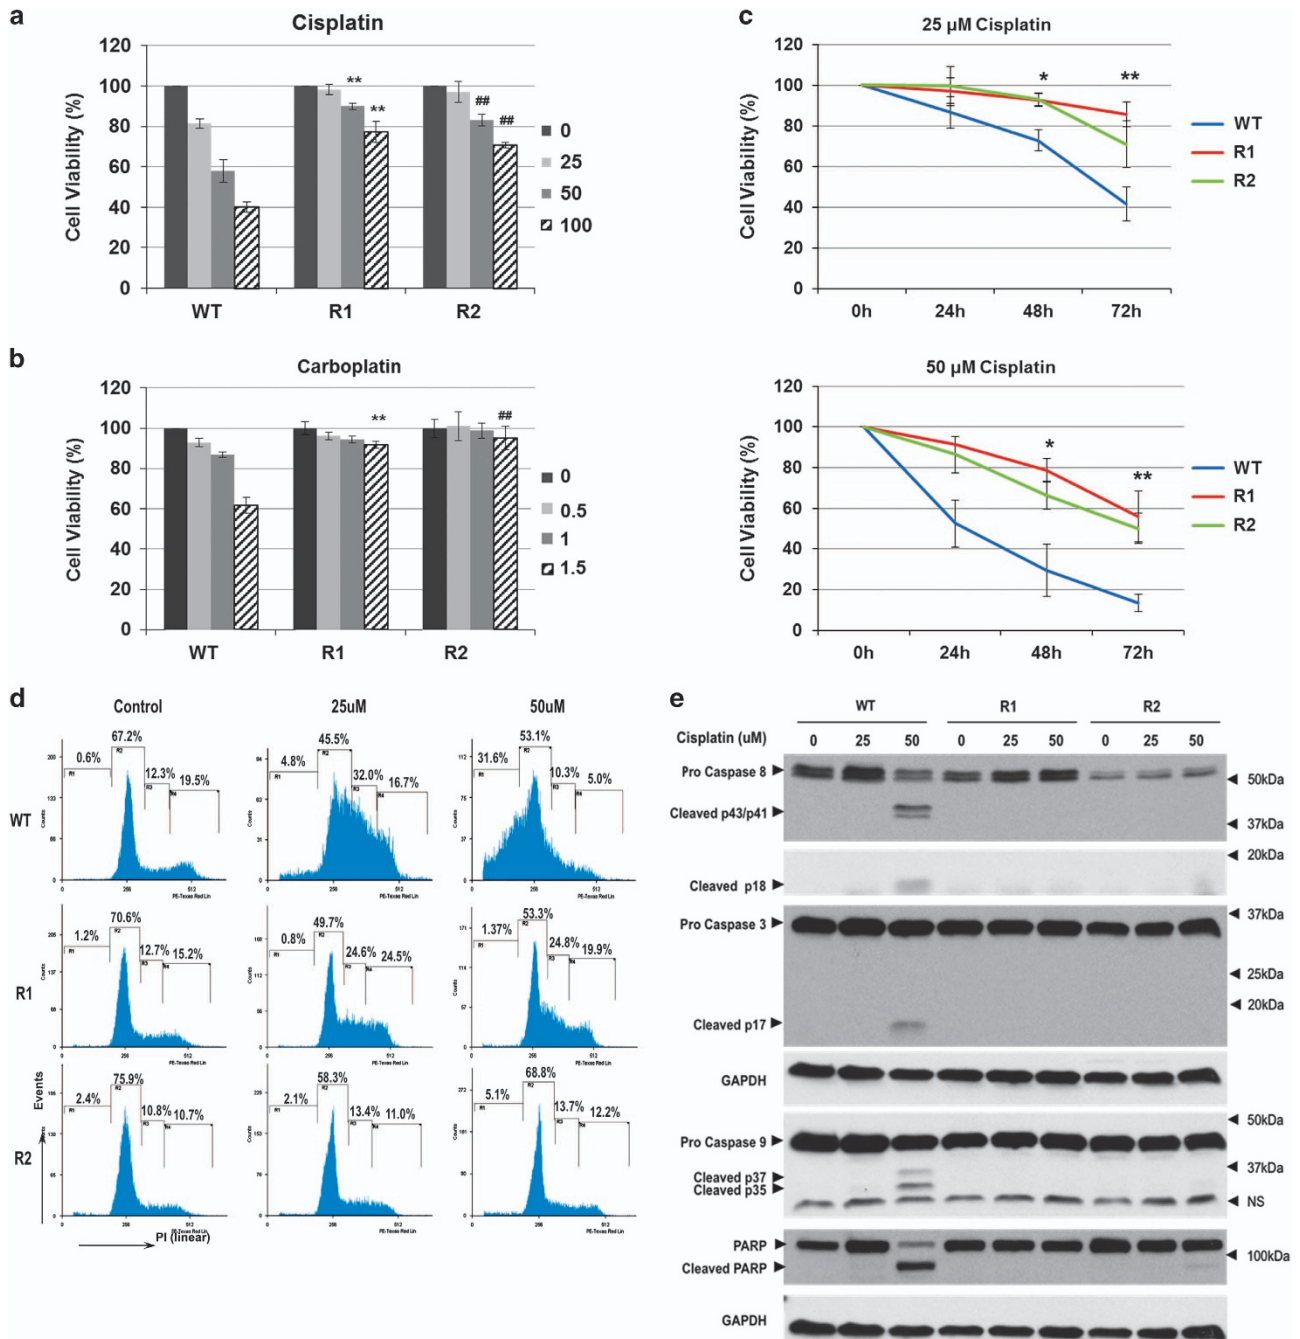 a
Cisplatin
120
100
80
60
40
20
0
Cell Viability (%)
** **
## ##
WT R1 R2
0
25
50
100
b
Carboplatin
120
100
80
60
40
20
0
Cell Viability (%)
**
##
WT R1 R2
0
0.5
1
1.5
c
25 µM Cisplatin
120
100
80
60
40
20
0
Cell Viability (%)
* **
0h 24h 48h 72h
WT
R1
R2
50 µM Cisplatin
120
100
80
60
40
20
0
Cell Viability (%)
* **
0h 24h 48h 72h
WT
R1
R2
d
Control 25uM 50uM
WT
0.6% 67.2% 12.3% 19.5%
4.8% 45.5% 32.0% 16.7%
31.6% 53.1% 10.3% 5.0%
R1
1.2% 70.6% 12.7% 15.2%
0.8% 49.7% 24.6% 24.5%
1.37% 53.3% 24.8% 19.9%
R2
2.4% 75.9% 10.8% 10.7%
2.1% 58.3% 13.4% 11.0%
5.1% 68.8% 13.7% 12.2%
Events
PI (linear)
PE-Texas Red Lin
e
WT R1 R2
Cisplatin (uM) 0 25 50 0 25 50 0 25 50
Pro Caspase 8 50kDa
Cleaved p43/p41 37kDa
20kDa
Cleaved p18
Pro Caspase 3 37kDa
25kDa
20kDa
Cleaved p17
GAPDH
50kDa
Pro Caspase 9
37kDa
Cleaved p37
Cleaved p35
NS
PARP
100kDa
Cleaved PARP
GAPDH